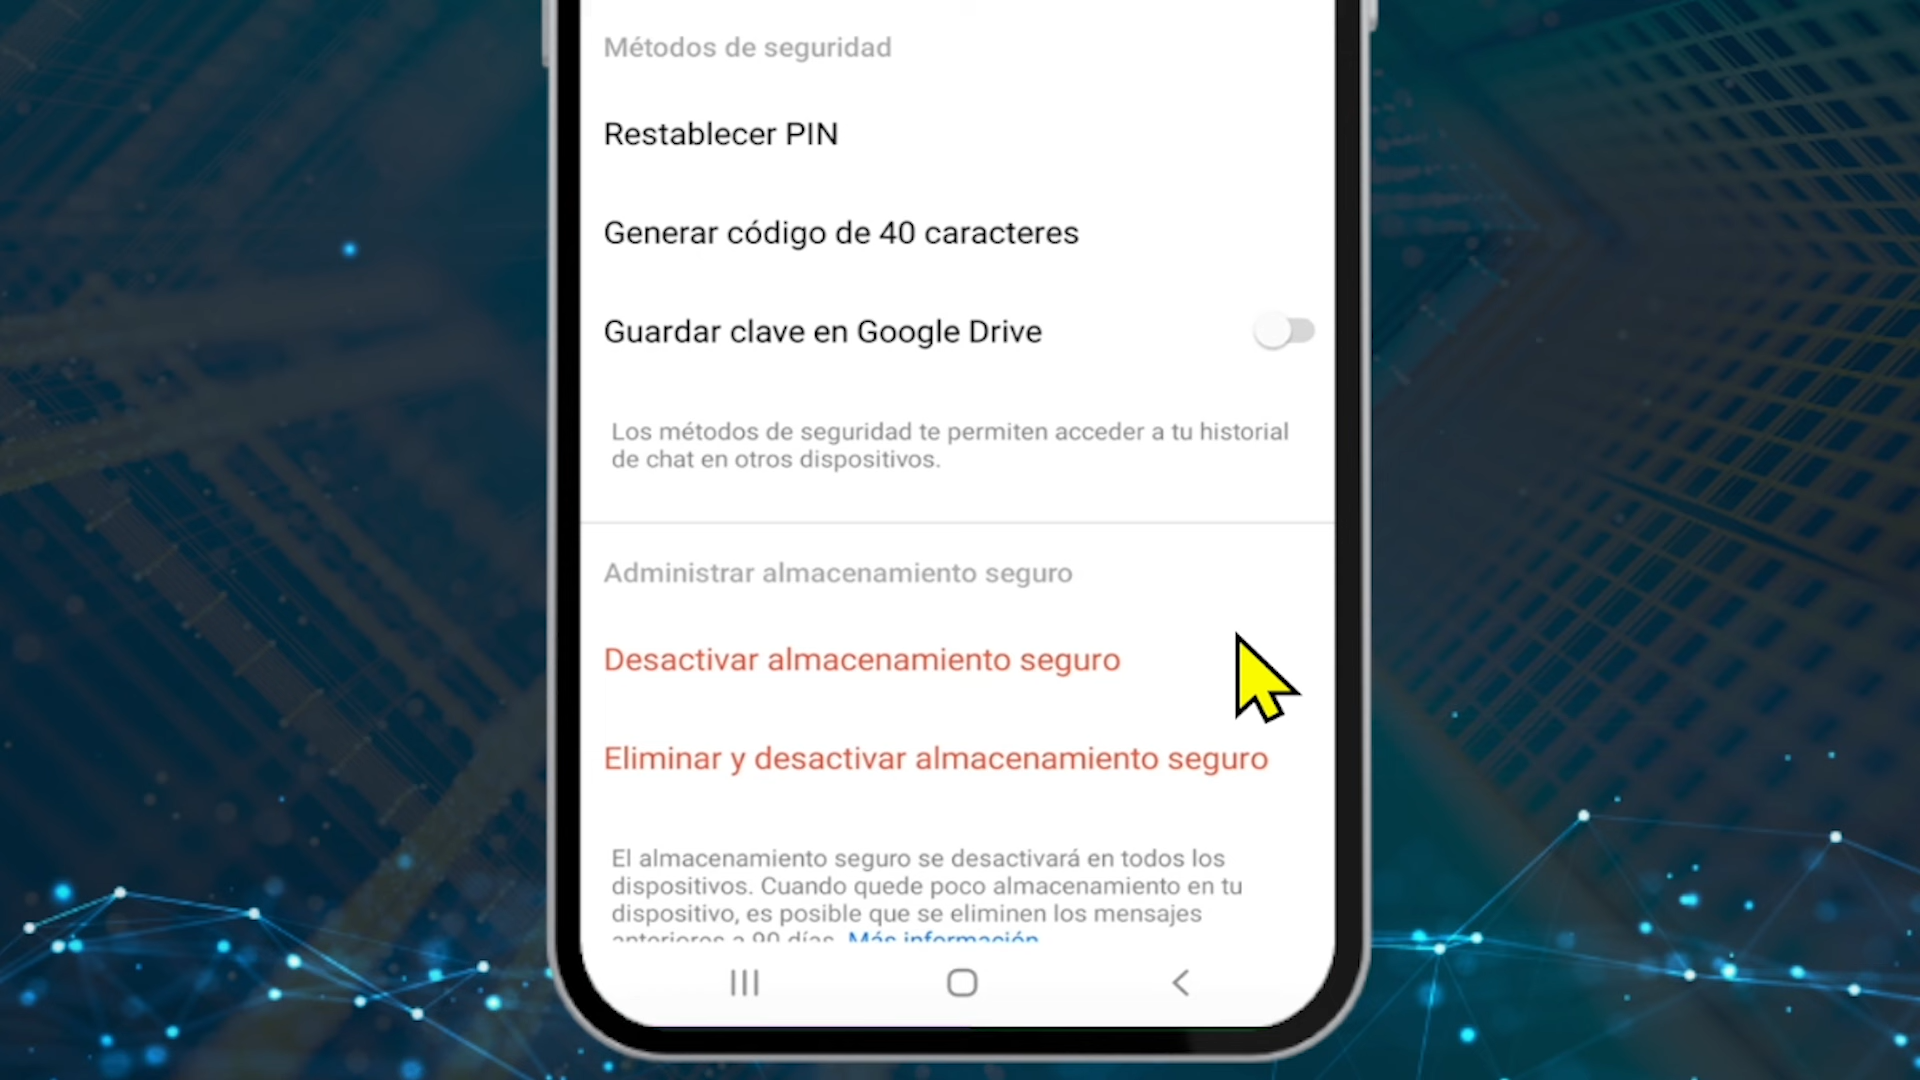 Métodos de seguridad
Restablecer PIN
Generar código de 40 caracteres
Guardar clave en Google Drive
Los métodos de seguridad te permiten acceder a tu historial
de chat en otros dispositivos.
Administrar almacenamiento seguro
Desactivar almacenamiento seguro
Eliminar y desactivar almacenamiento seguro
El almacenamiento seguro se desactivará en todos los
dispositivos. Cuando quede poco almacenamiento en tu
dispositivo, es posible que se eliminen los mensajes
anteriores a 90 días. Más información